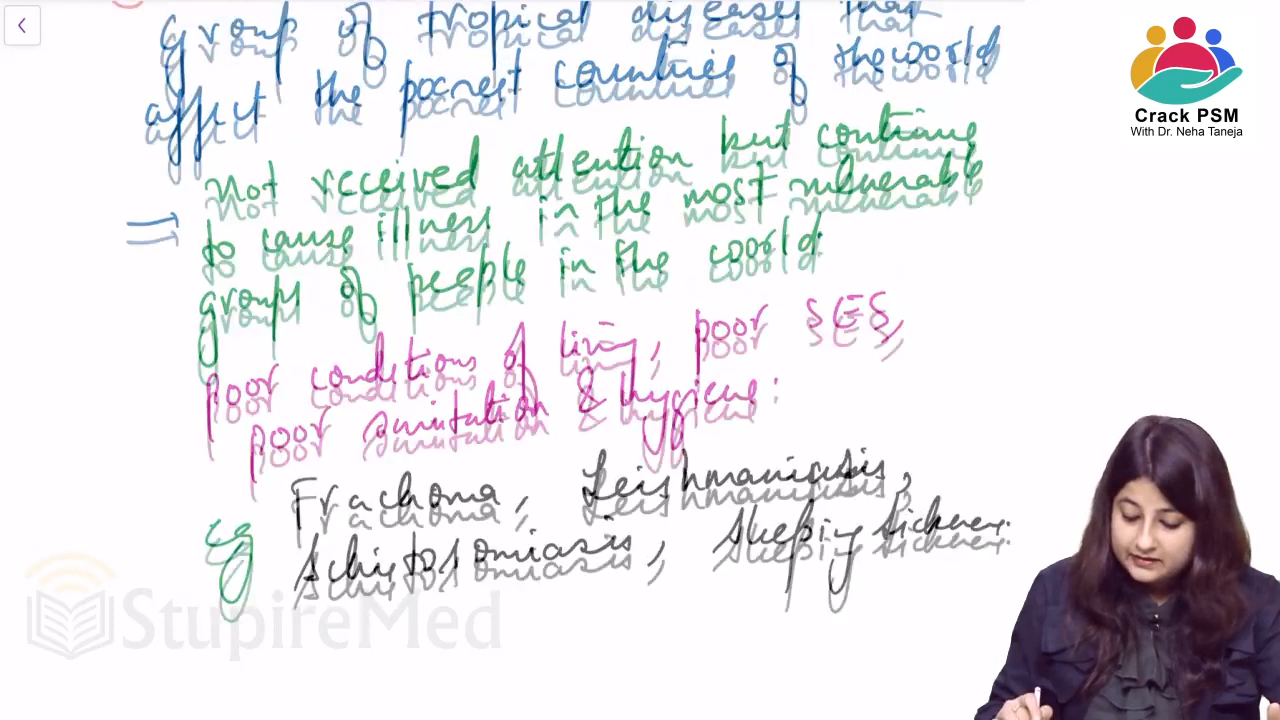 group of tropical diseases that
affect the poorest countries of the world
Not received attention but continue
⇒ to cause illness in the most vulnerable
groups of people in the world.
poor conditions of living, poor SES,
poor sanitation & hygiene.
eg Trachoma, Leishmaniasis,
Schistosomiasis, Sleeping Sickness.
Crack PSM
With Dr. Neha Taneja
StupireMed